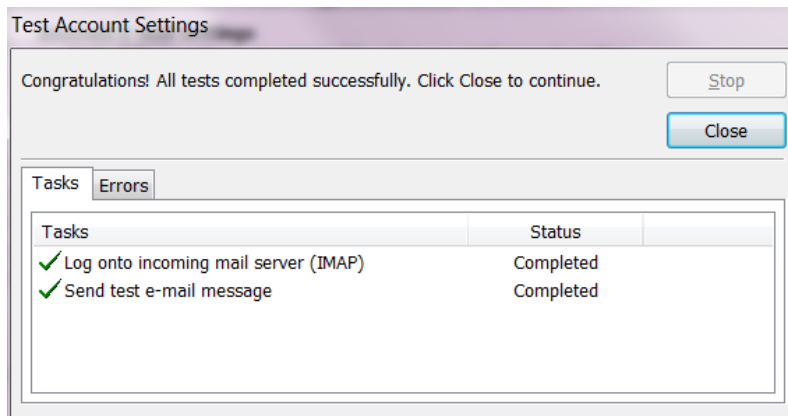 Test Account Settings
Congratulations! All tests completed successfully. Click Close to continue.
Stop
Close
Tasks Errors
Tasks Status
Log onto incoming mail server (IMAP) Completed
Send test e-mail message Completed